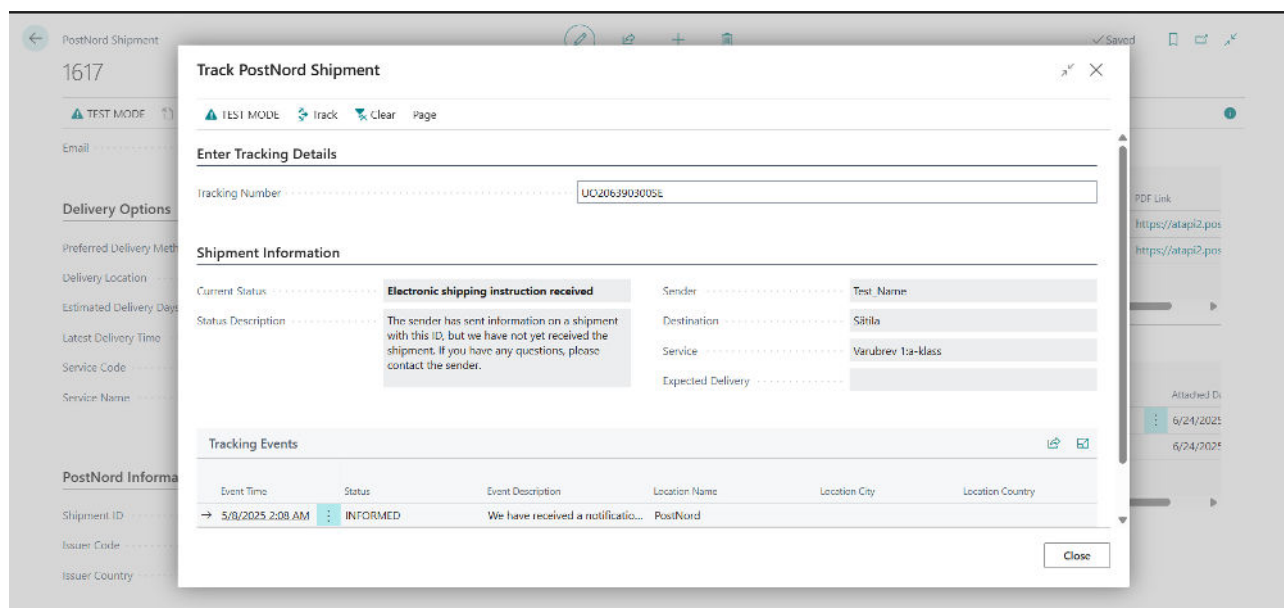 PostNord Shipment
Saved
1617
TEST MODE
Email
Delivery Options
Preferred Delivery Meth
Delivery Location
Estimated Delivery Days
Latest Delivery Time
Service Code
Service Name
PostNord Informa
Shipment ID
Issuer Code
Issuer Country
Track PostNord Shipment
TEST MODE Track Clear Page
Enter Tracking Details
Tracking Number UO206390300SE
Shipment Information
Current Status Electronic shipping instruction received
Status Description The sender has sent information on a shipment
with this ID, but we have not yet received the
shipment. If you have any questions, please
contact the sender.
Sender Test_Name
Destination Sätila
Service Varubrev 1:a-klass
Expected Delivery
Tracking Events
Event Time Status Event Description Location Name Location City Location Country
5/8/2025 2:08 AM INFORMED We have received a notificatio... PostNord
Close
PDF Link
https://atapi2.pos
https://atapi2.pos
Attached Da
6/24/2025
6/24/2025